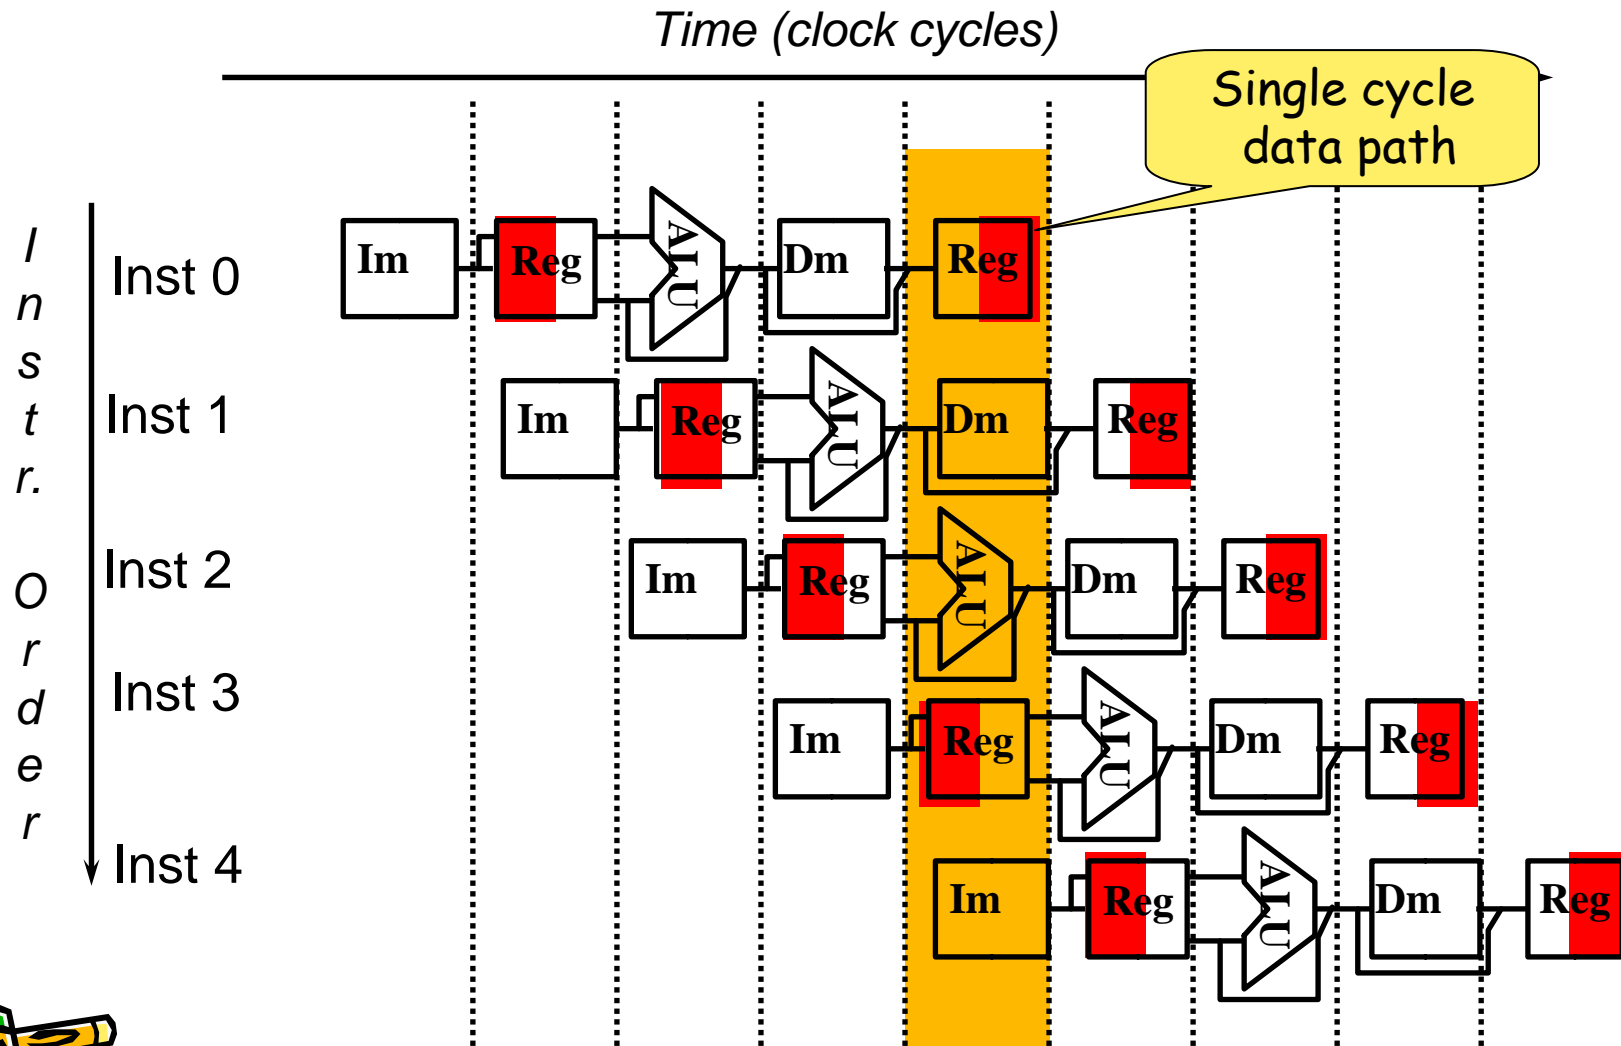 Time (clock cycles)
Single cycle
data path
Instr.
Order
Inst 0
Im
Reg
ALU
Dm
Reg
Inst 1
Im
Reg
ALU
Dm
Reg
Inst 2
Im
Reg
ALU
Dm
Reg
Inst 3
Im
Reg
ALU
Dm
Reg
Inst 4
Im
Reg
ALU
Dm
Reg